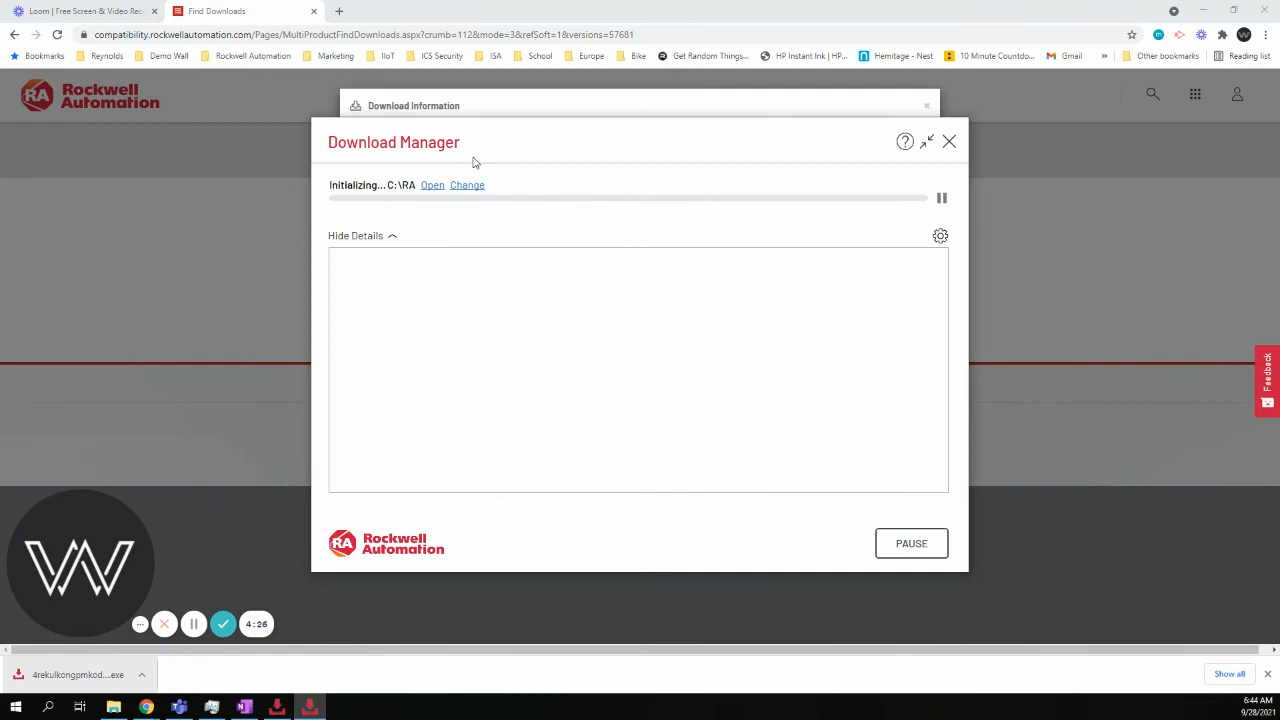 Loom | Free Screen & Video Rec
Find Downloads
compatibility.rockwellautomation.com/Pages/MultiProductFindDownloads.aspx?crumb=112&mode=3&refSoft=1&versions=57681
Bookmarks
Reynolds
Demo Wall
Rockwell Automation
Marketing
IIoT
ICS Security
ISA
School
Europe
Bike
Get Random Things...
HP Instant Ink | HP...
Hemitage - Nest
10 Minute Countdo...
Gmail
»
Other bookmarks
Reading list
RA Rockwell
Automation
Download Information
Download Manager
Initializing... C:\RA Open Change
Hide Details
Feedback
RA Rockwell
Automation
PAUSE
W
4:26
4rekulkongpmkod....exe
Show all
6:44 AM
9/28/2021